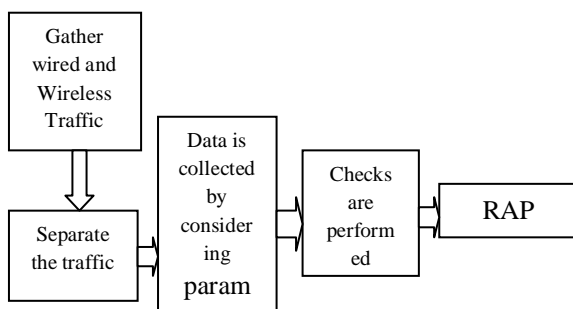 Gather
wired and
Wireless
Traffic
Separate
the traffic
Data is
collected
by
consider
ing
param
Checks
are
perform
ed
RAP